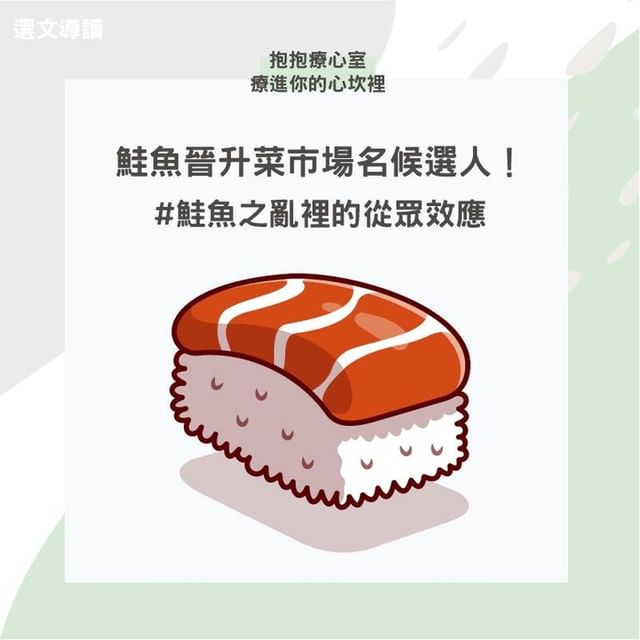 選文導讀
抱抱療心室
療進你的心坎裡
鮭魚晉升菜市場名候選人！
#鮭魚之亂裡的從眾效應